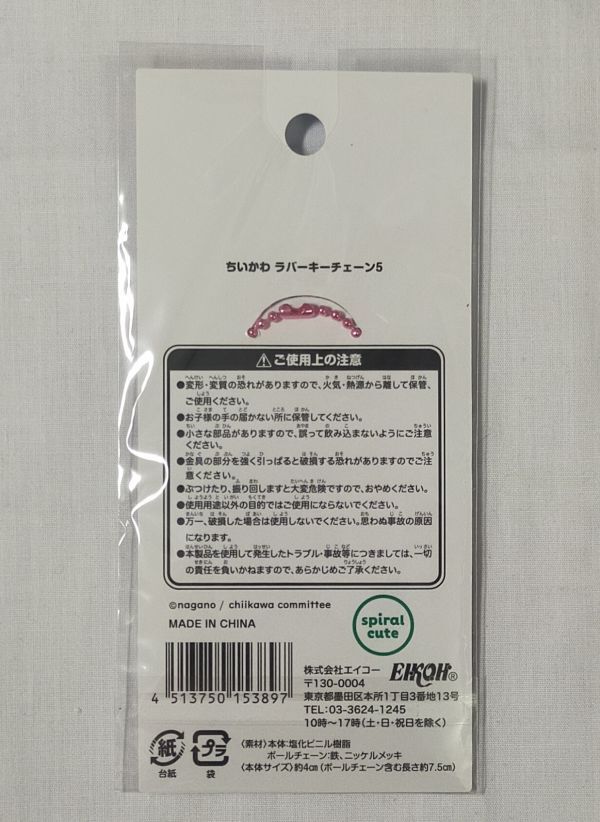 ちいかわ ラバーキーチェーン5
⚠ご使用上の注意
●変形・変質の恐れがありますので、火気・熱源から離して保管、
ご使用ください。
●お子様の手の届かない所に保管してください。
●小さな部品がありますので、誤って飲み込まないようにご注意
ください。
●金具の部分を強く引っぱると破損する恐れがありますのでご注
意ください。
●ぶつけたり、振り回しますと大変危険ですので、おやめください。
●使用用途以外の目的ではご使用にならないでください。
●万一、破損した場合は使用しないでください。思わぬ事故の原因
になります。
●本製品を使用して発生したトラブル・事故等につきましては、一切
の責任を負いかねますので、あらかじめご了承ください。
©nagano / chiikawa committee
MADE IN CHINA
spiral
cute
4 513750 153897
株式会社エイコー EIKOH®
〒130-0004
東京都墨田区本所1丁目3番地13号
TEL:03-3624-1245
10時〜17時(土・日・祝日を除く)
紙
台紙
プラ
袋
〈素材〉本体:塩化ビニル樹脂
ボールチェーン:鉄、ニッケルメッキ
〈本体サイズ〉約4cm(ボールチェーン含む長さ約7.5cm)